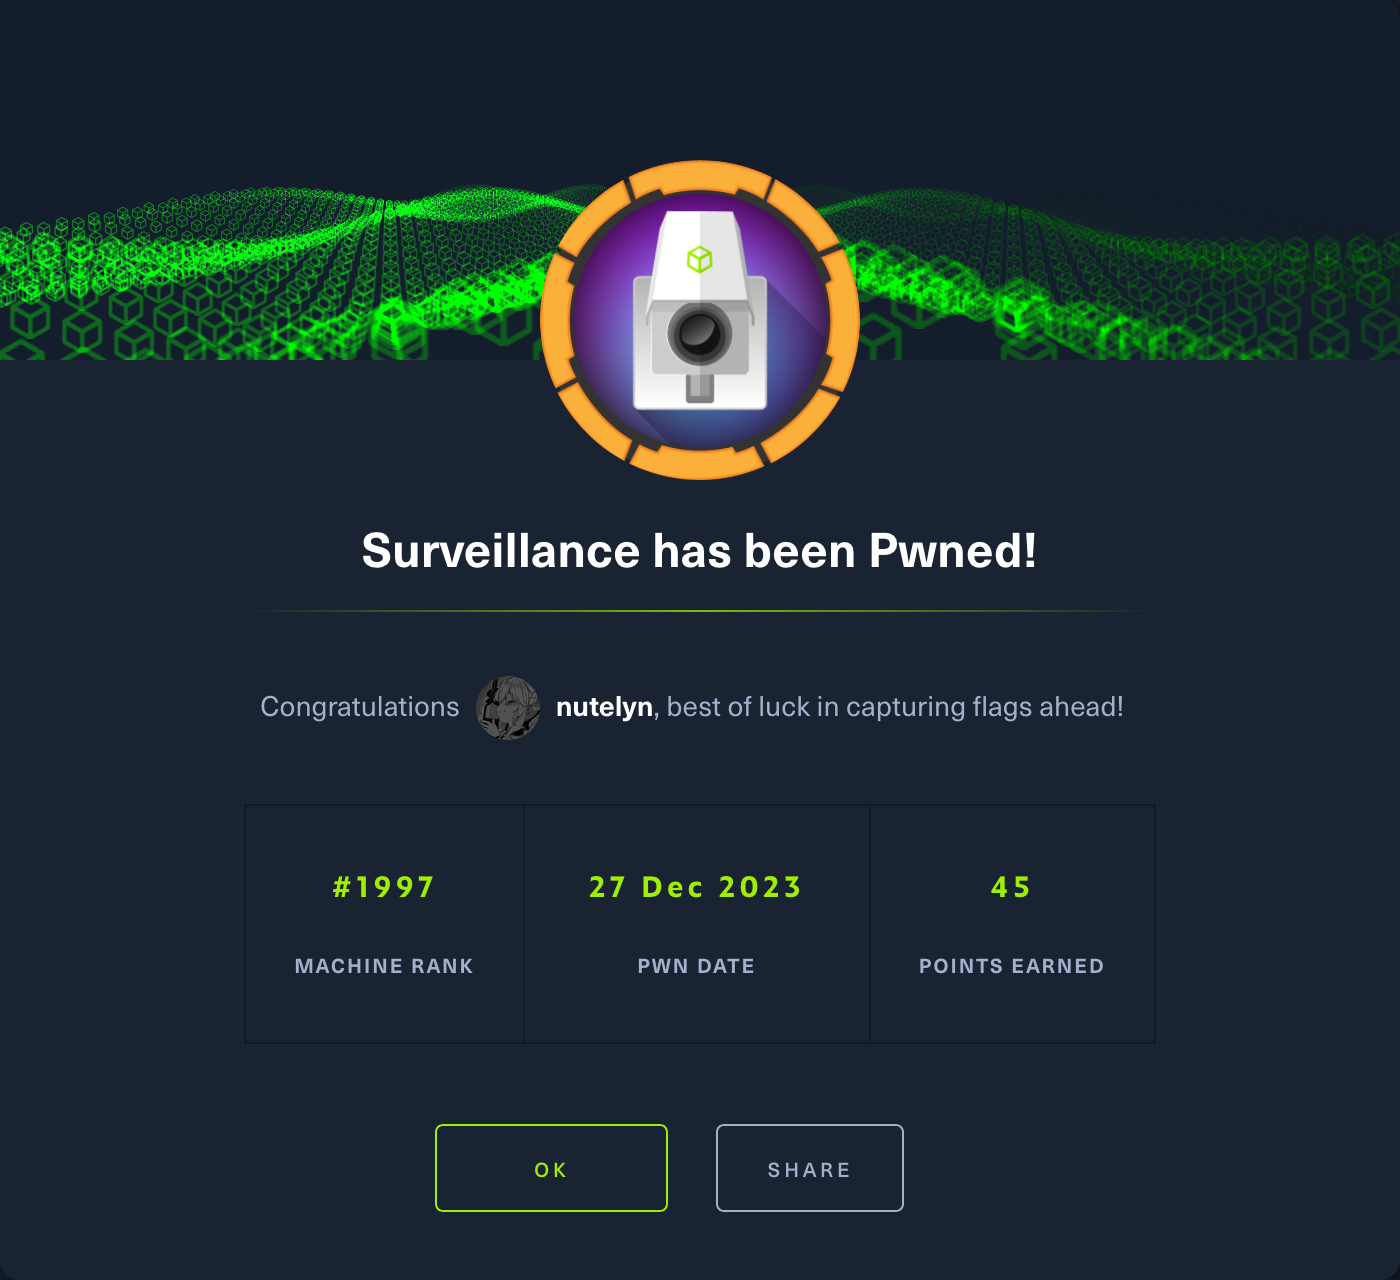 Surveillance has been Pwned!
Congratulations nutelyn, best of luck in capturing flags ahead!
#1997
MACHINE RANK
27 Dec 2023
PWN DATE
45
POINTS EARNED
OK
SHARE